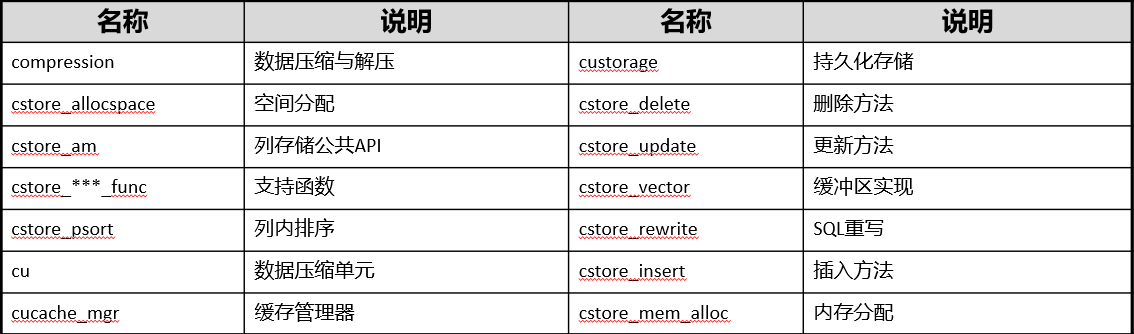 名称 说明 名称 说明
compression 数据压缩与解压 custorage 持久化存储
cstore_allocspace 空间分配 cstore_delete 删除方法
cstore_am 列存储公共API cstore_update 更新方法
cstore_***_func 支持函数 cstore_vector 缓冲区实现
cstore_psort 列内排序 cstore_rewrite SQL重写
cu 数据压缩单元 cstore_insert 插入方法
cucache_mgr 缓存管理器 cstore_mem_alloc 内存分配